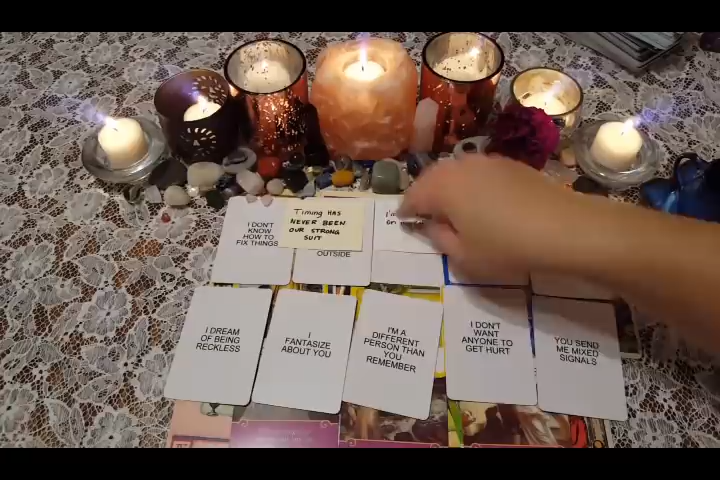 I DON'T
KNOW
HOW TO
FIX THINGS
Timing HAS
NEVER BEEN
OUR STRONG
SUIT
OUTSIDE
I DREAM
OF BEING
RECKLESS
I
FANTASIZE
ABOUT YOU
I'M A
DIFFERENT
PERSON THAN
YOU
REMEMBER
I DON'T
WANT
ANYONE TO
GET HURT
YOU SEND
ME MIXED
SIGNALS